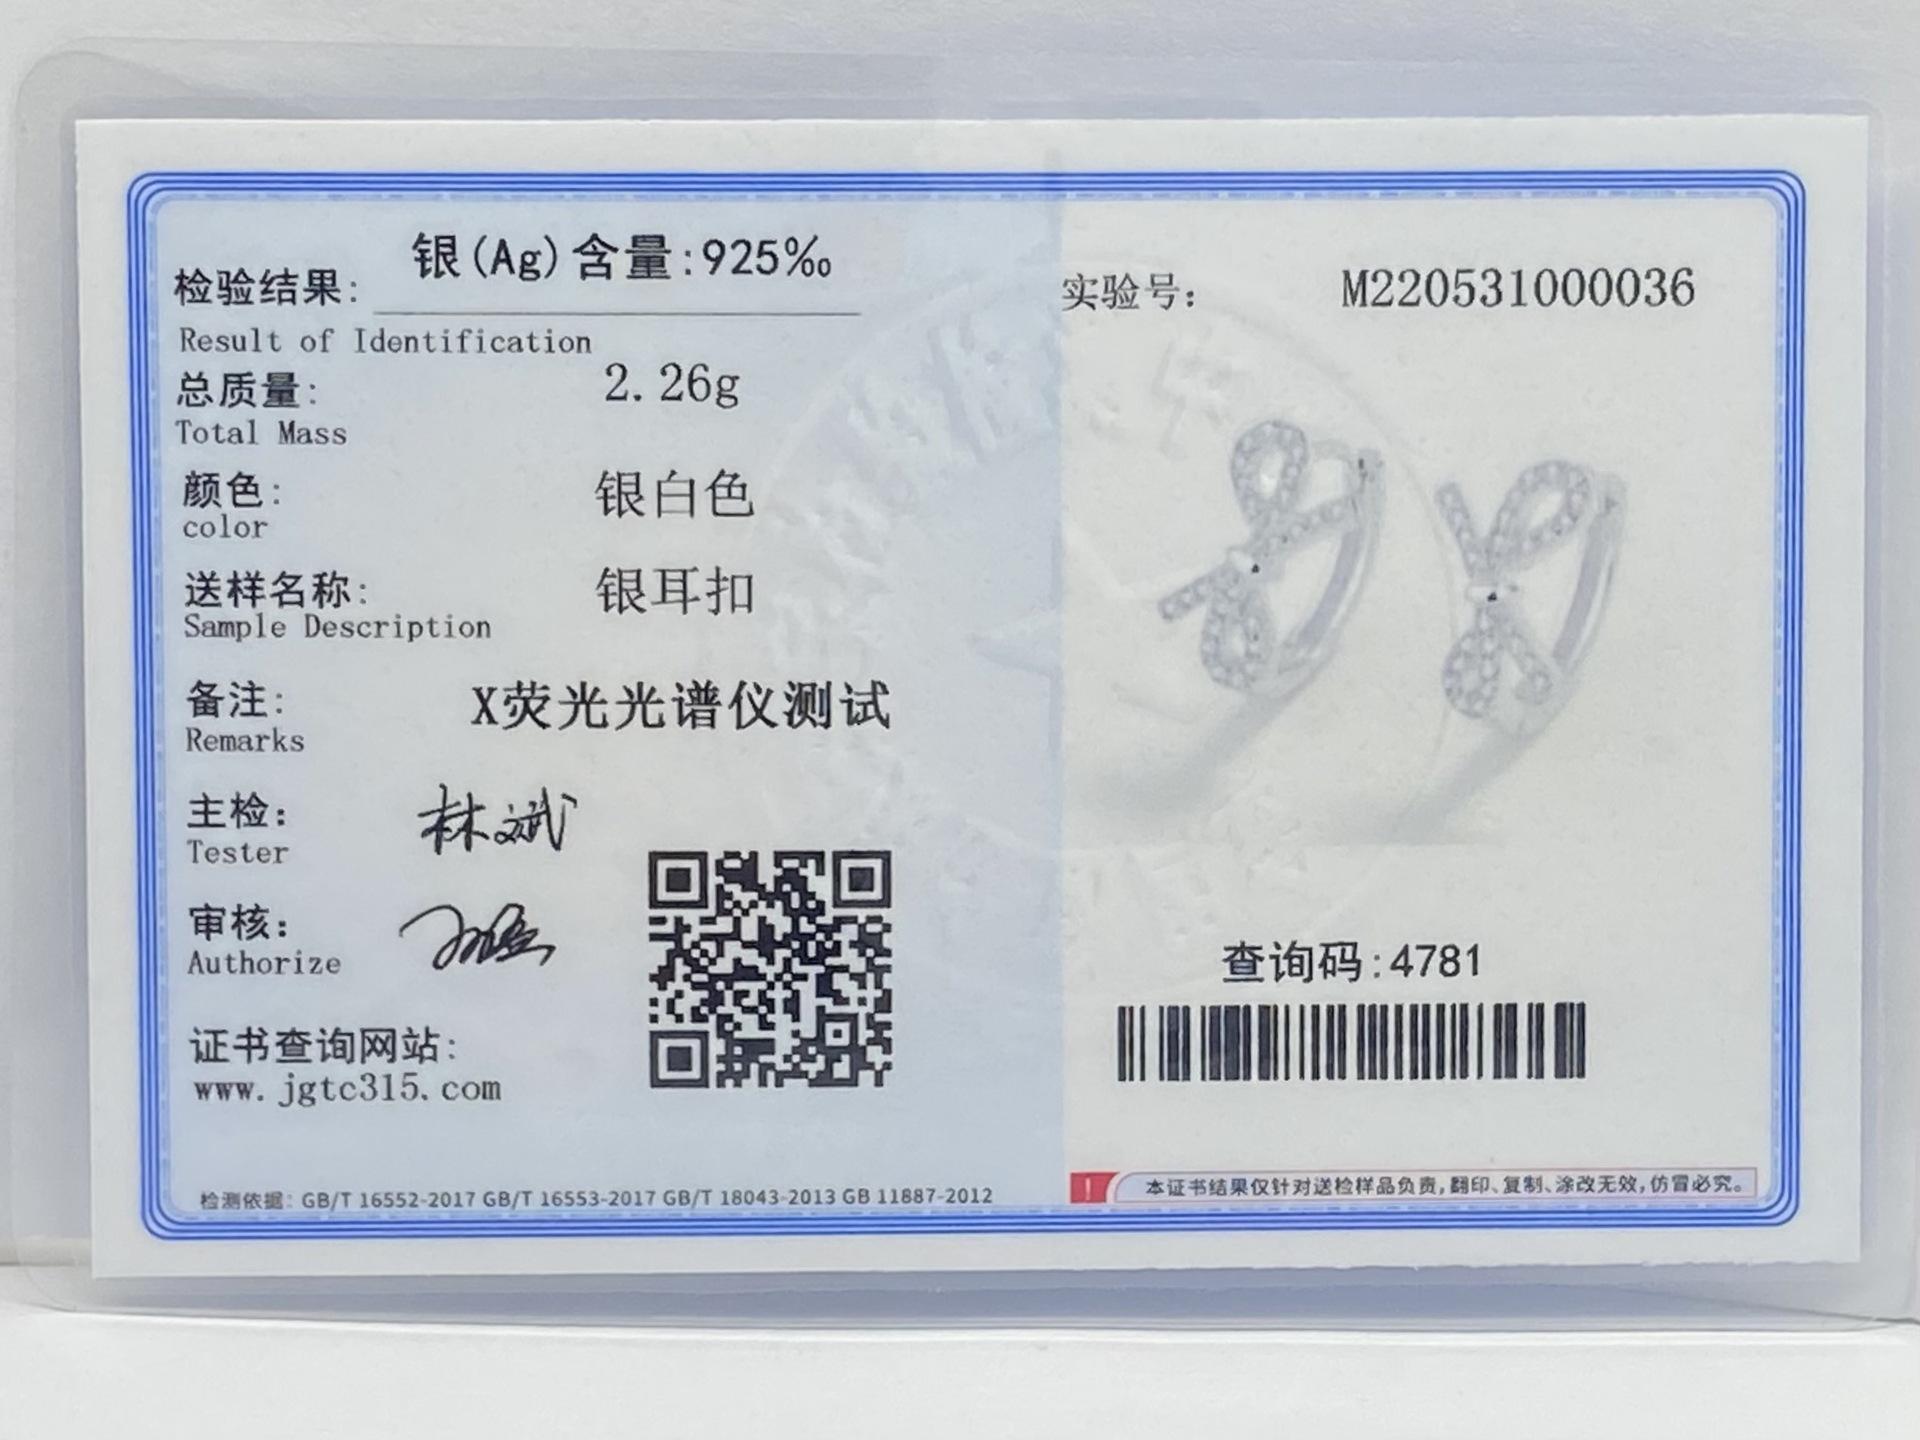 检验结果: 银(Ag)含量:925‰
Result of Identification
总质量: 2.26g
Total Mass
颜色: 银白色
color
送样名称: 银耳扣
Sample Description
备注: X荧光光谱仪测试
Remarks
主检: 林斌
Tester
审核:
Authorize
证书查询网站:
www.jgtc315.com
检测依据: GB/T 16552-2017 GB/T 16553-2017 GB/T 18043-2013 GB 11887-2012
实验号: M220531000036
查询码:4781
! 本证书结果仅针对送检样品负责,翻印、复制、涂改无效,仿冒必究。